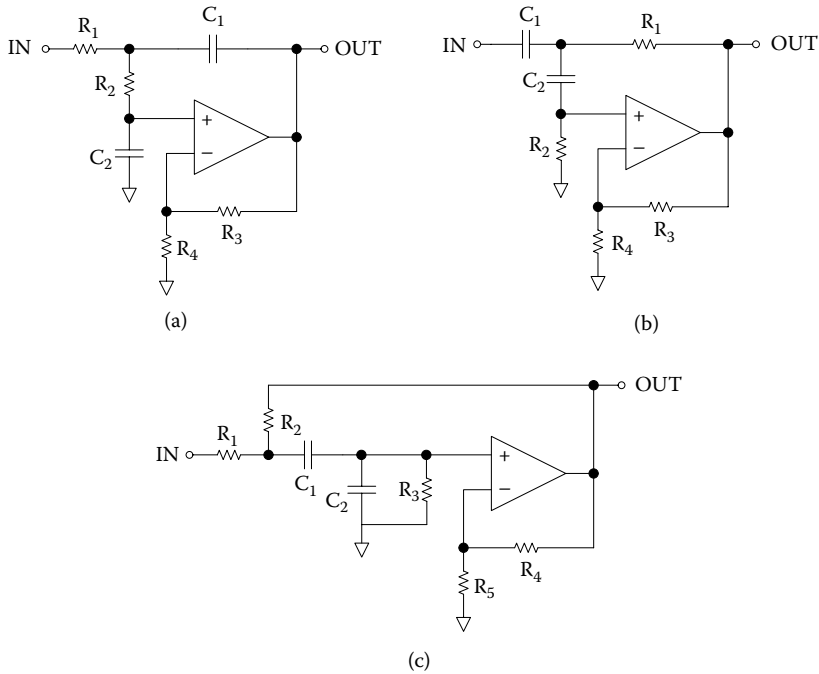 C1
R1
IN
OUT
R2
+
C2
−
R3
R4
(a)
C1
R1
IN
OUT
C2
+
R2
−
R3
R4
(b)
OUT
R2
R1
IN
+
C1
C2
R3
−
R4
R5
(c)